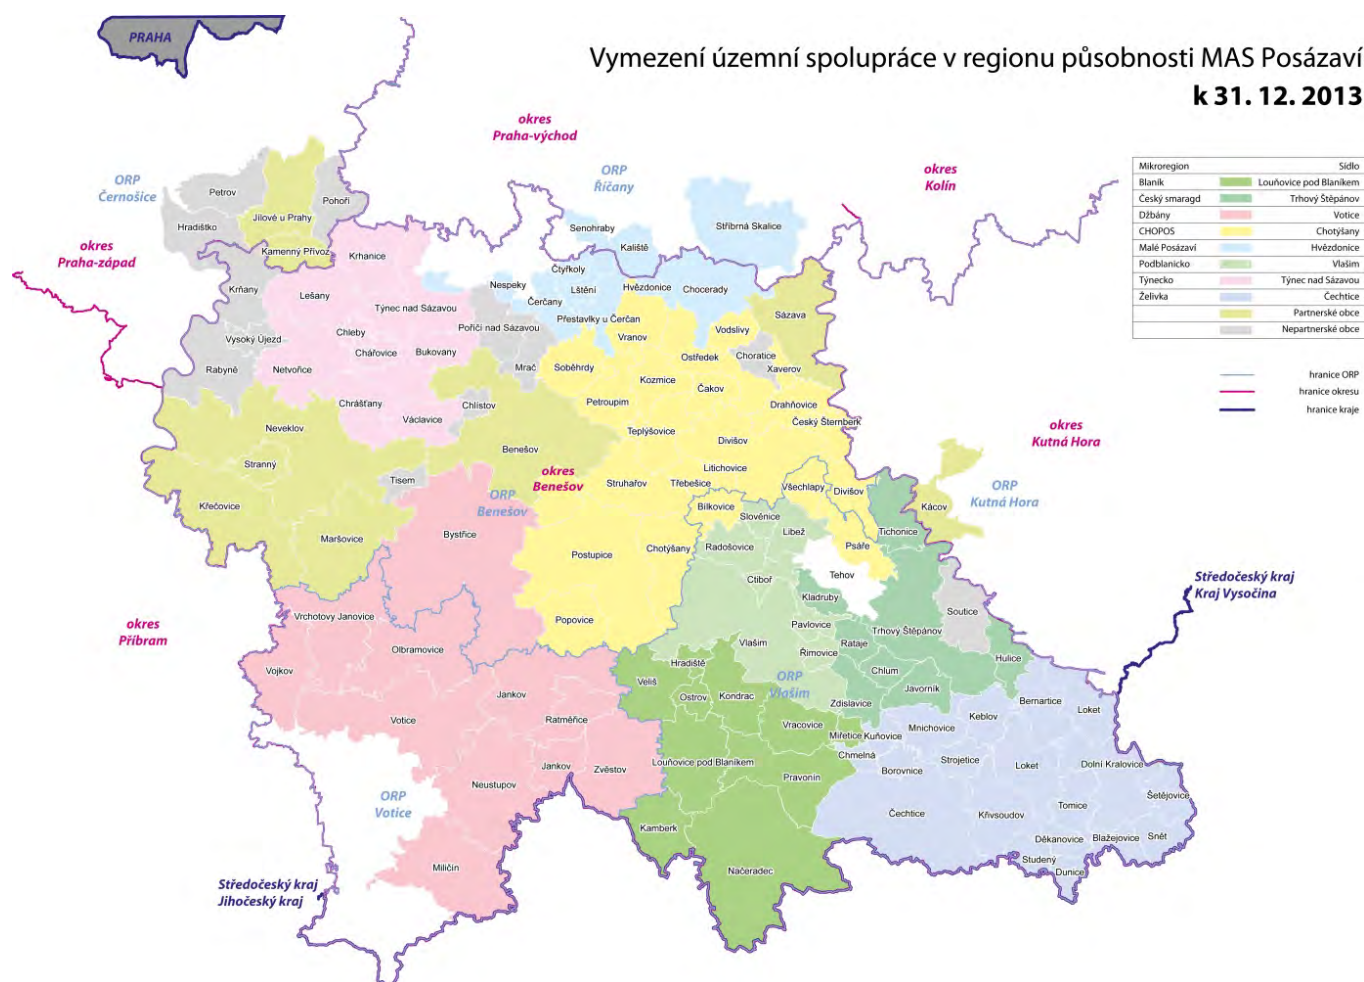 PRAHA
Vymezení územní spolupráce v regionu působnosti MAS Posázaví
k 31. 12. 2013
okres
Praha-východ
ORP
Černošice
ORP
Říčany
okres
Kolín
okres
Praha-západ
okres
Kutná Hora
ORP
Kutná Hora
okres
Benešov
ORP
Benešov
okres
Příbram
ORP
Vlašim
ORP
Votice
Středočeský kraj
Kraj Vysočina
Středočeský kraj
Jihočeský kraj
Mikroregion Sídlo
Blaník Louňovice pod Blaníkem
Český smaragd Trhový Štěpánov
Džbány Votice
CHOPOS Chotýšany
Malé Posázaví Hvězdonice
Podblanicko Vlašim
Týnecko Týnec nad Sázavou
Želivka Čechtice
Partnerské obce
Nepartnerské obce
hranice ORP
hranice okresu
hranice kraje
Petrov
Pohoří
Jílové u Prahy
Hradištko
Kamenný Přívoz
Krhanice
Senohraby
Kaliště
Stříbrná Skalice
Čtyřkoly
Krňany
Lešany
Nespeky
Lštění
Hvězdonice
Chocerady
Čerčany
Týnec nad Sázavou
Přestavlky u Čerčan
Sázava
Poříčí nad Sázavou
Vysoký Újezd
Chleby
Vranov
Vodslivy
Chářovice
Bukovany
Ostředek
Choratice
Rabyně
Netvořice
Mrač
Soběhrdy
Xaverov
Kozmice
Čakov
Chrášťany
Chlístov
Petroupim
Drahňovice
Václavice
Český Šternberk
Neveklov
Teplýšovice
Divišov
Benešov
Stranný
Litichovice
Tisem
Struhařov
Třebešice
Všechlapy
Divišov
Křečovice
Bílkovice
Slověnice
Kácov
Maršovice
Bystřice
Libež
Tichonice
Radošovice
Postupice
Chotýšany
Psáře
Tehov
Ctiboř
Kladruby
Soutice
Vrchotovy Janovice
Popovice
Pavlovice
Trhový Štěpánov
Vlašim
Rataje
Olbramovice
Římovice
Hulice
Vojkov
Hradiště
Chlum
Veliš
Javorník
Jankov
Ostrov
Kondrac
Zdislavice
Bernartice
Loket
Votice
Ratměřice
Vracovice
Keblov
Mnichovice
Miřetice
Kuňovice
Chmelná
Louňovice pod Blaníkem
Strojetice
Jankov
Zvěstov
Borovnice
Loket
Dolní Kralovice
Pravonín
Neustupov
Šetějovice
Tomice
Čechtice
Křivsoudov
Kamberk
Děkanovice
Blažejovice
Snět
Studený
Miličín
Načeradec
Dunice